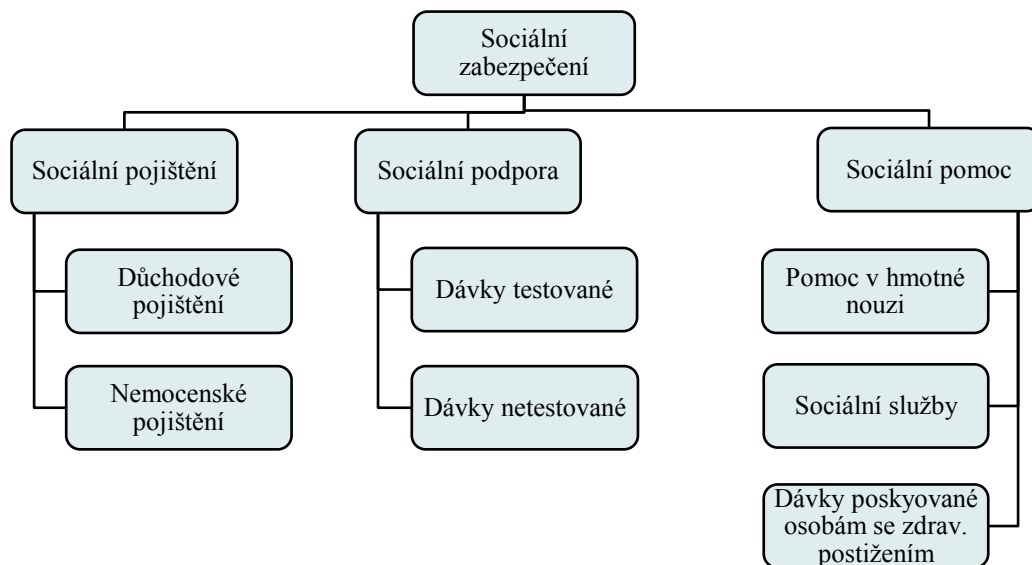 Sociální
zabezpečení
Sociální pojištění
Sociální podpora
Sociální pomoc
Důchodové
pojištění
Nemocenské
pojištění
Dávky testované
Dávky netestované
Pomoc v hmotné
nouzi
Sociální služby
Dávky poskyované
osobám se zdrav.
postižením